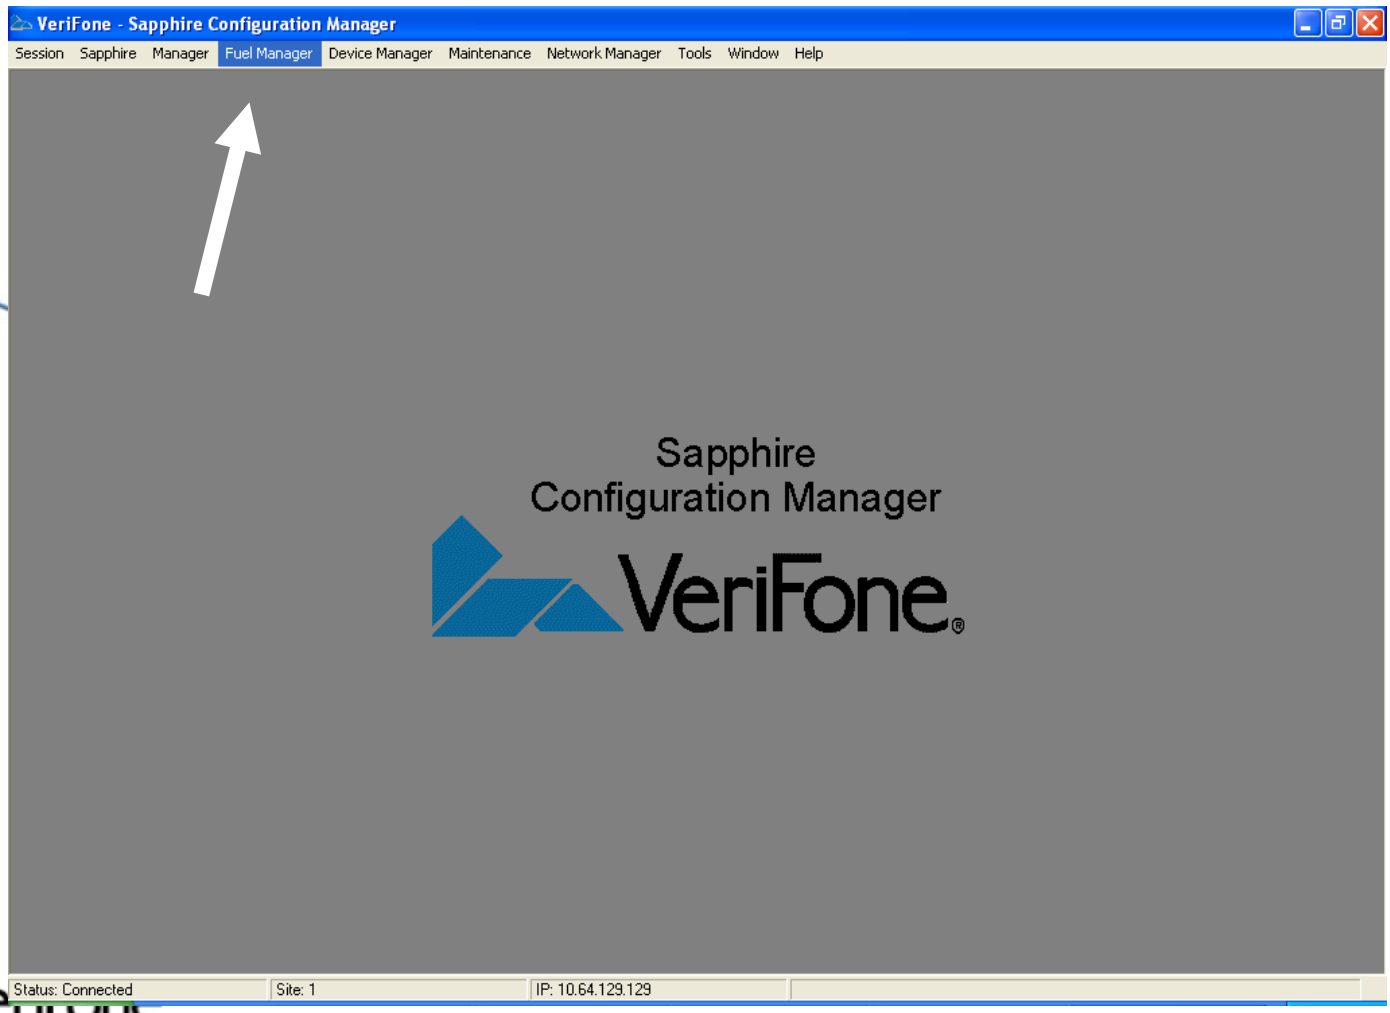 VeriFone - Sapphire Configuration Manager
Session Sapphire Manager Fuel Manager Device Manager Maintenance Network Manager Tools Window Help
Sapphire
Configuration Manager
VeriFone®
Status: Connected Site: 1 IP: 10.64.129.129